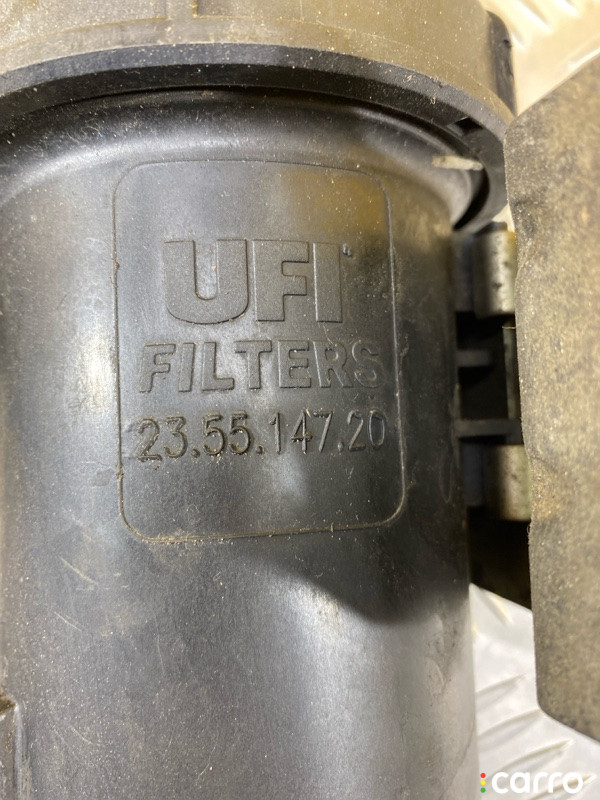 UFI
FILTERS
23.55.147.20
carro